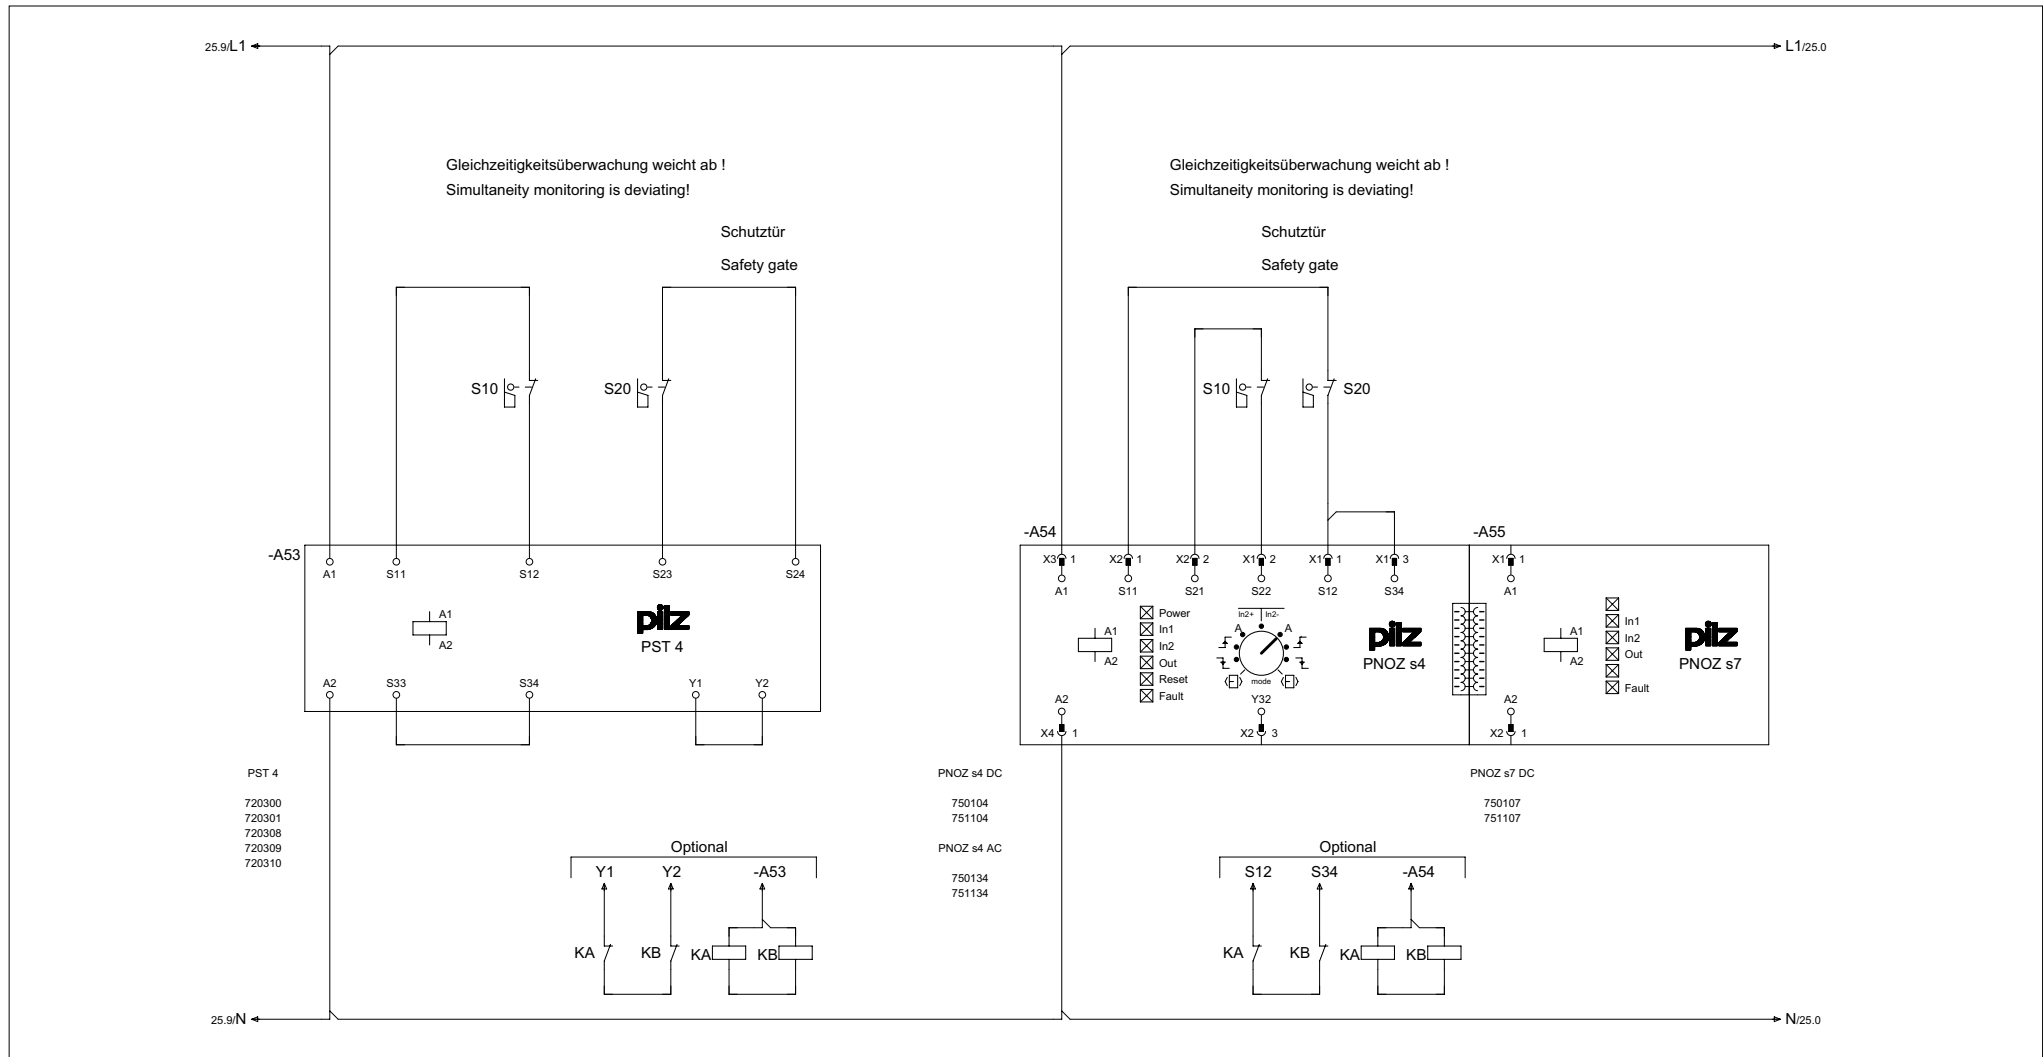 25.9/L1
L1/25.0
Gleichzeitigkeitsüberwachung weicht ab !
Simultaneity monitoring is deviating!
Gleichzeitigkeitsüberwachung weicht ab !
Simultaneity monitoring is deviating!
Schutztür
Safety gate
Schutztür
Safety gate
S10
S20
S10
S20
-A53
A1
S11
S12
S23
S24
A1
A2
pilz
PST 4
A2
S33
S34
Y1
Y2
-A54
X3 1
X2 1
X2 2
X1 2
X1 1
X1 3
A1
S11
S21
S22
S12
S34
A1
A2
Power
In1
In2
Out
Reset
Fault
In2+ In2-
A
A
mode
pilz
PNOZ s4
A2
Y32
X4 1
X2 3
-A55
X1 1
A1
A1
A2
In1
In2
Out
Fault
pilz
PNOZ s7
A2
X2 1
PST 4
720300
720301
720308
720309
720310
PNOZ s4 DC
750104
751104
PNOZ s4 AC
750134
751134
PNOZ s7 DC
750107
751107
Optional
Y1
Y2
-A53
KA
KB
KA
KB
Optional
S12
S34
-A54
KA
KB
KA
KB
25.9/N
N/25.0